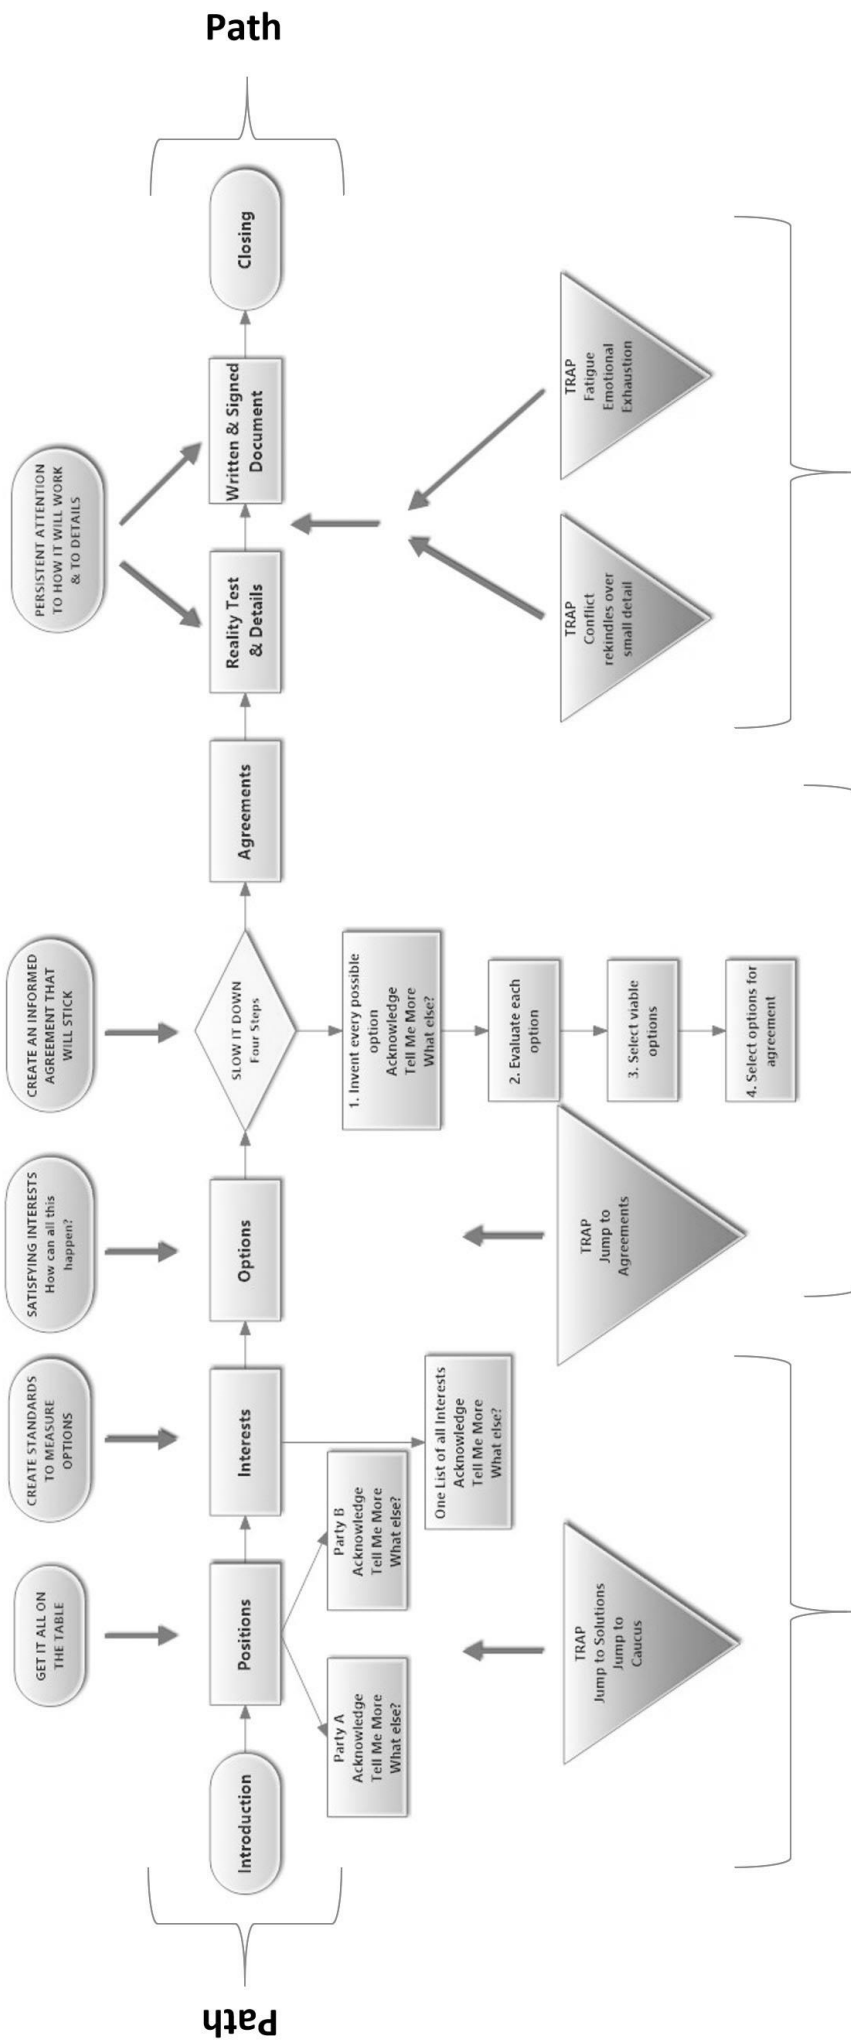 Path
GET IT ALL ON
THE TABLE
CREATE STANDARDS
TO MEASURE
OPTIONS
SATISFYING INTERESTS
How can all this
happen?
CREATE AN INFORMED
AGREEMENT THAT
WILL STICK
PERSISTENT ATTENTION
TO HOW IT WILL WORK
& TO DETAILS
Introduction
Positions
Interests
Options
SLOW IT DOWN
Four Steps
Agreements
Reality Test
& Details
Written & Signed
Document
Closing
Path
Party A
Acknowledge
Tell Me More
What else?
Party B
Acknowledge
Tell Me More
What else?
One List of all Interests
Acknowledge
Tell Me More
What else?
1. Invent every possible
option
Acknowledge
Tell Me More
What else?
2. Evaluate each
option
3. Select viable
options
4. Select options for
agreement
TRAP
Jump to Solutions
Jump to
Caucus
TRAP
Jump to
Agreements
TRAP
Conflict
rekindles over
small detail
TRAP
Fatigue
Emotional
Exhaustion